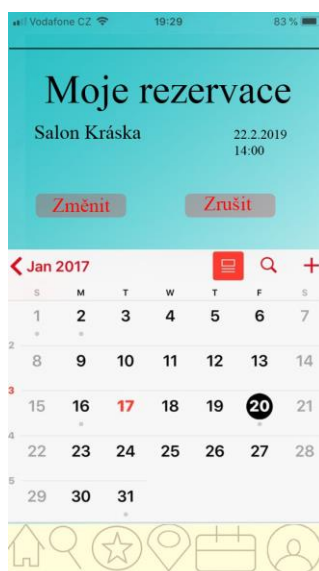 Vodafone CZ 19:29 83 %
Moje rezervace
Salon Kráska 22.2.2019
14:00
Změnit Zrušit
Jan 2017
S M T W T F S
1 2 3 4 5 6 7
2 8 9 10 11 12 13 14
3 15 16 17 18 19 20 21
4 22 23 24 25 26 27 28
5 29 30 31